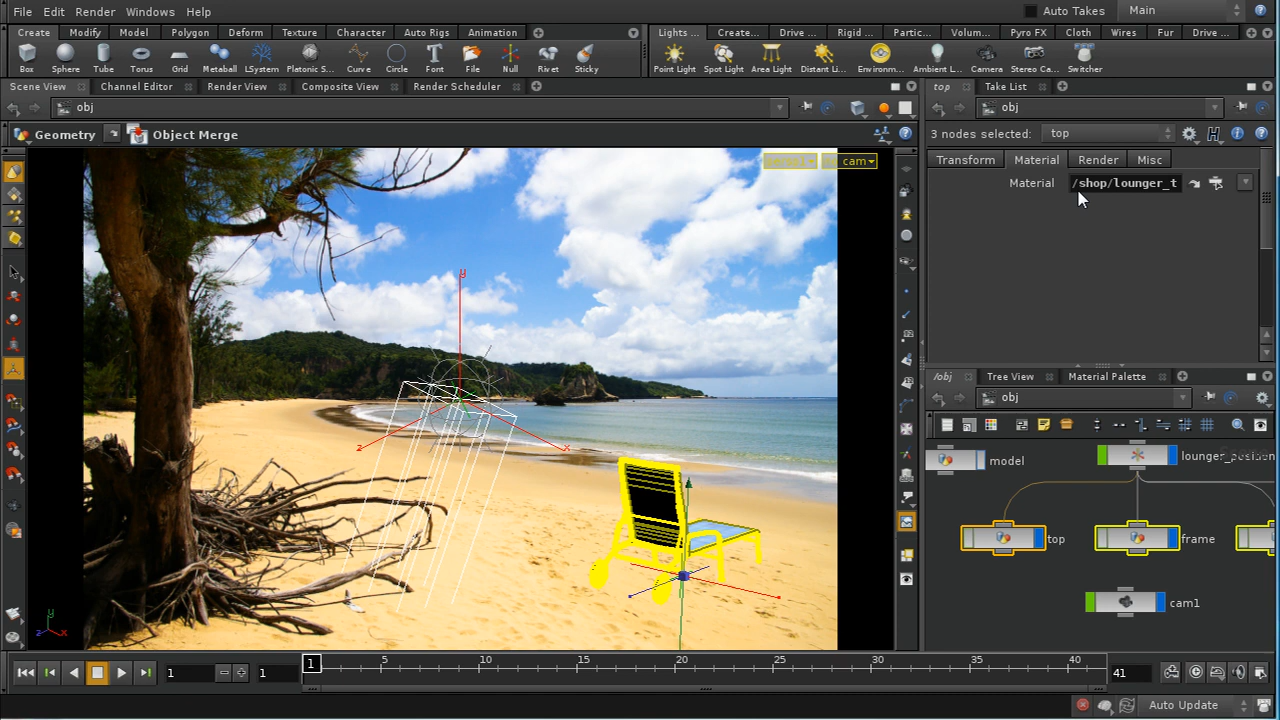 File Edit Render Windows Help Auto Takes Main
Create Modify Model Polygon Deform Texture Character Auto Rigs Animation Lights ... Create... Drive ... Rigid ... Partic... Volum... Pyro FX Cloth Wires Fur Drive ...
Box Sphere Tube Torus Grid Metaball LSystem Platonic S... Curve Circle Font File Null Rivet Sticky Point Light Spot Light Area Light Distant Li... Environm... Ambient L... Camera Stereo Ca... Switcher
Scene View Channel Editor Render View Composite View Render Scheduler top Take List
obj obj
Geometry Object Merge 3 nodes selected: top
cam
Transform Material Render Misc
Material /shop/lounger_t
y
z x
/obj Tree View Material Palette
obj
model
top frame
cam1
y
z x
1 1 1 5 10 15 20 25 30 35 40 41
Auto Update